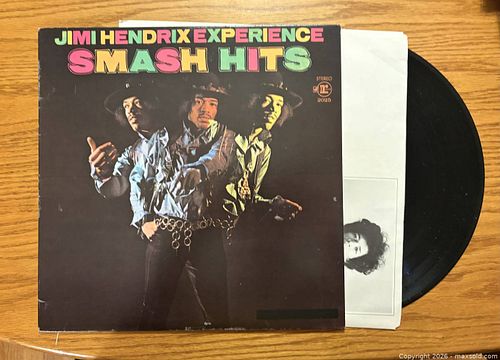 JIMI HENDRIX EXPERIENCE
SMASH HITS
STEREO
2025
Copyright 2026 - maxsold.com